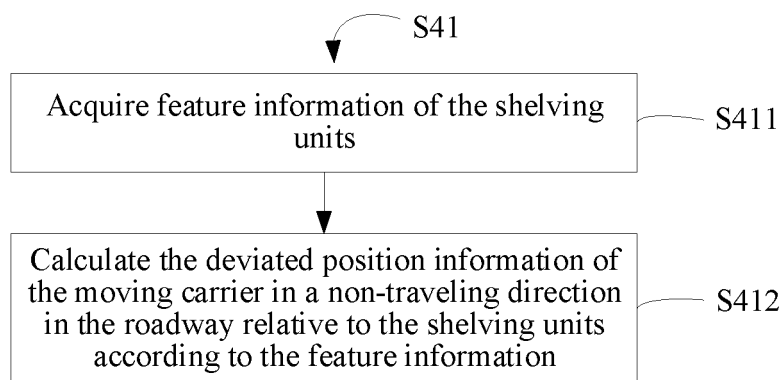 S41
Acquire feature information of the shelving
units
S411
Calculate the deviated position information of
the moving carrier in a non-traveling direction
in the roadway relative to the shelving units
according to the feature information
S412